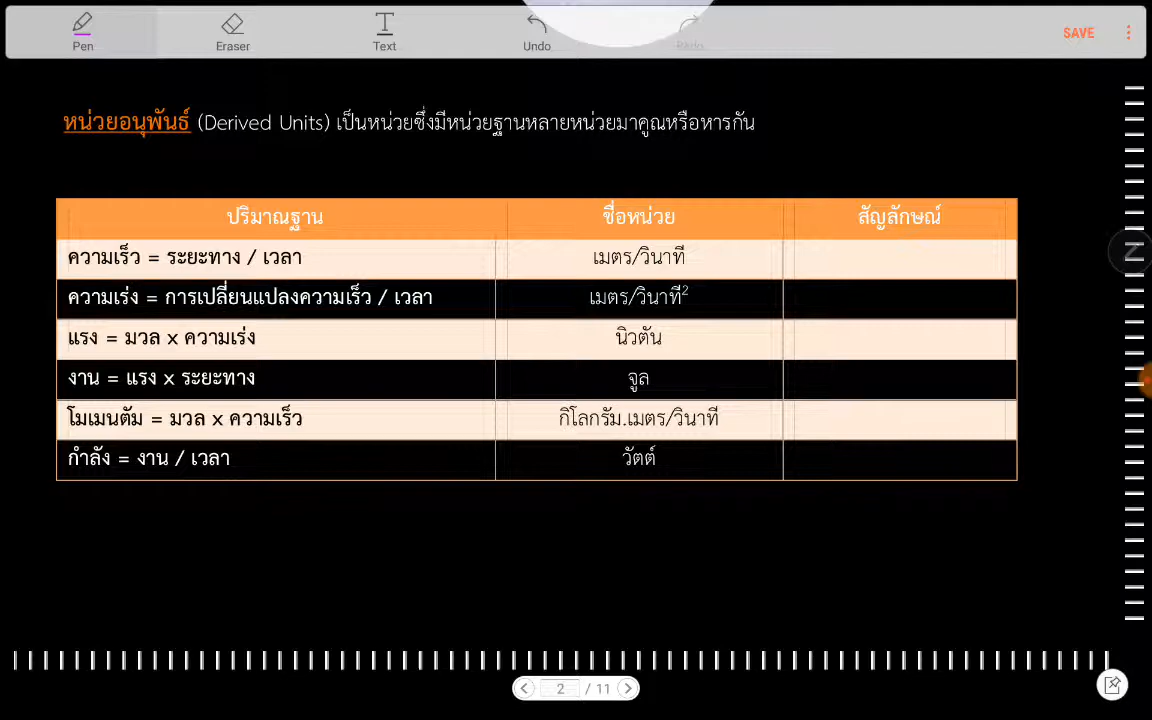 Pen Eraser Text Undo Redo SAVE
หน่วยอนุพันธ์ (Derived Units) เป็นหน่วยซึ่งมีหน่วยฐานหลายหน่วยมาคูณหรือหารกัน
ปริมาณฐาน ชื่อหน่วย สัญลักษณ์
ความเร็ว = ระยะทาง / เวลา เมตร/วินาที
ความเร่ง = การเปลี่ยนแปลงความเร็ว / เวลา เมตร/วินาที²
แรง = มวล x ความเร่ง นิวตัน
งาน = แรง x ระยะทาง จูล
โมเมนตัม = มวล x ความเร็ว กิโลกรัม.เมตร/วินาที
กำลัง = งาน / เวลา วัตต์
2 / 11